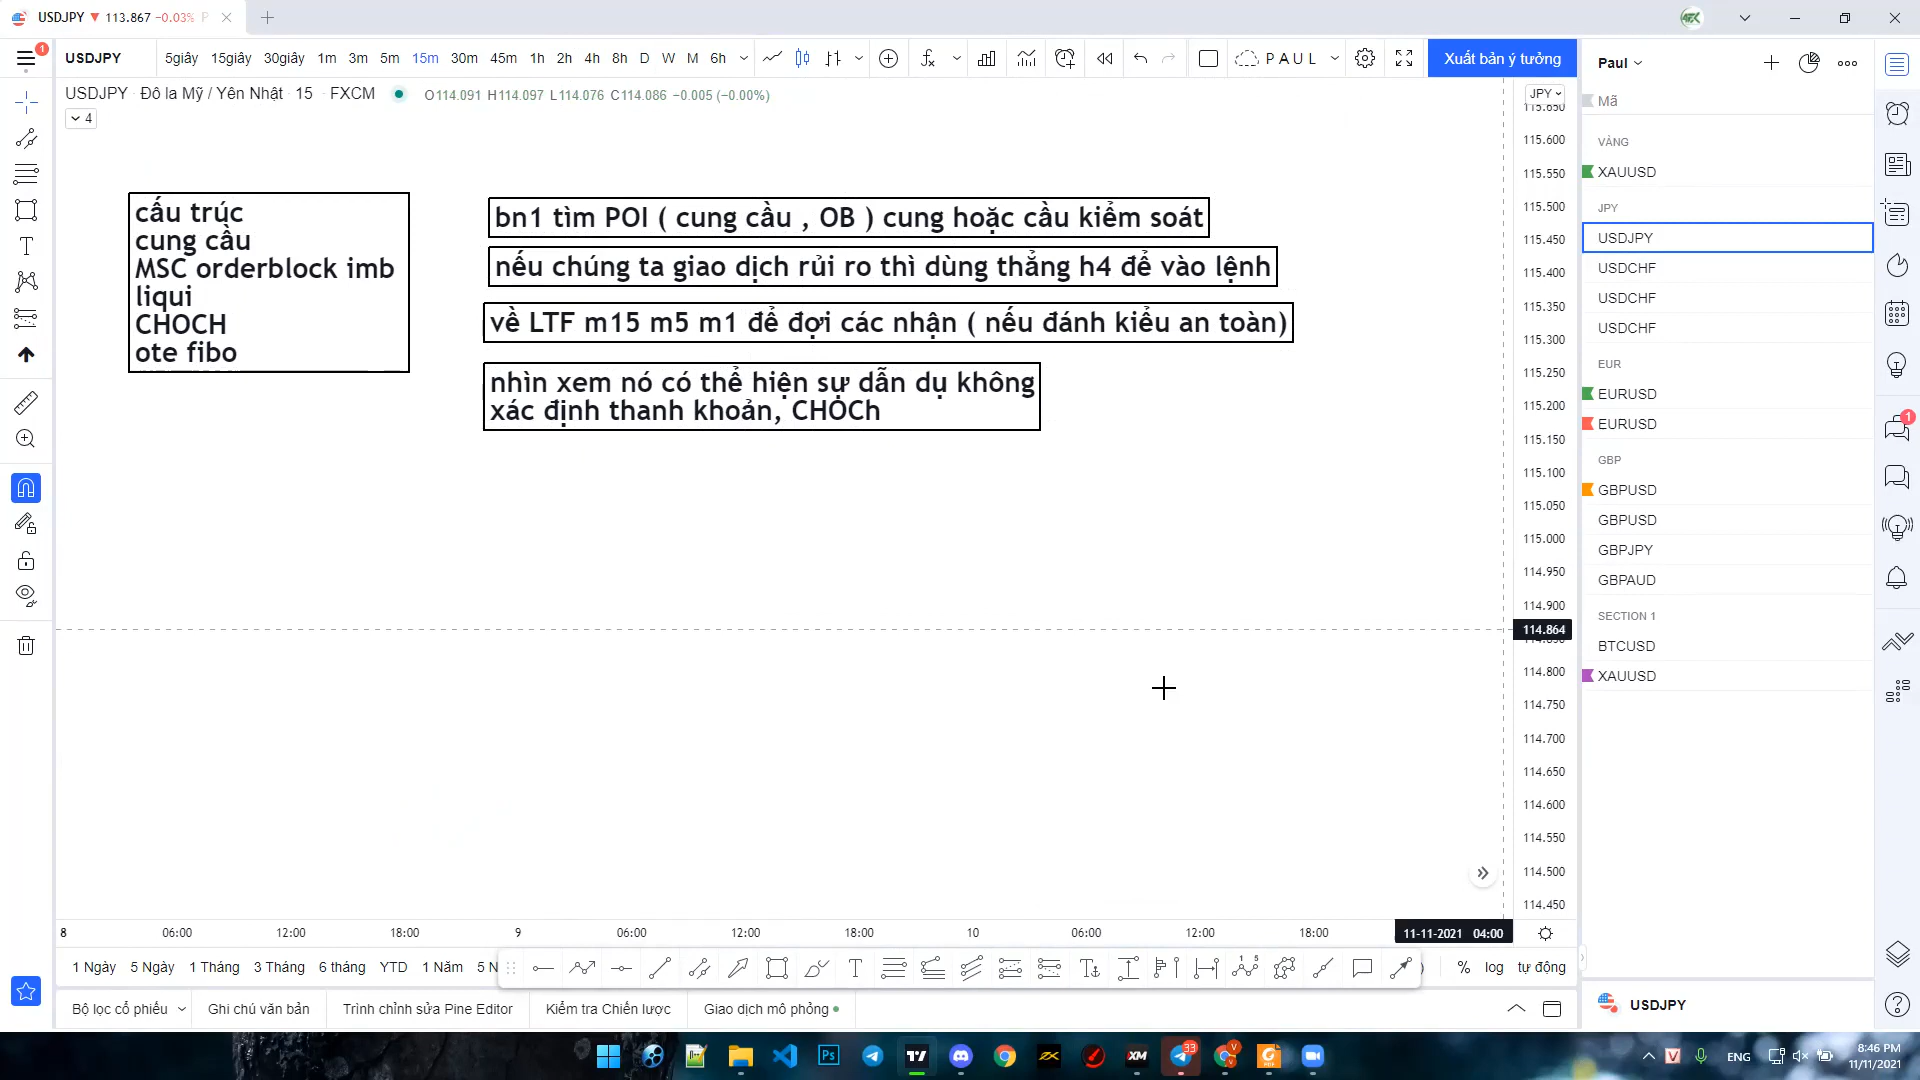 USDJPY ▼ 113.867 −0.03% P
1
USDJPY 5giây 15giây 30giây 1m 3m 5m 15m 30m 45m 1h 2h 4h 8h D W M 6h PAUL Xuất bản ý tưởng
Paul
USDJPY · Đô la Mỹ / Yên Nhật · 15 · FXCM O114.091 H114.097 L114.076 C114.086 −0.005 (−0.00%)
4
JPY
cấu trúc
cung cầu
MSC orderblock imb
liqui
CHOCH
ote fibo
bn1 tìm POI ( cung cầu , OB ) cung hoặc cầu kiểm soát
nếu chúng ta giao dịch rủi ro thì dùng thẳng h4 để vào lệnh
về LTF m15 m5 m1 để đợi các nhận ( nếu đánh kiểu an toàn)
nhìn xem nó có thể hiện sự dẫn dụ không
xác định thanh khoản, CHOCh
115.650
115.600
115.550
115.500
115.450
115.400
115.350
115.300
115.250
115.200
115.150
115.100
115.050
115.000
114.950
114.900
114.864
114.800
114.750
114.700
114.650
114.600
114.550
114.500
114.450
Mã
VÀNG
XAUUSD
JPY
USDJPY
USDCHF
USDCHF
USDCHF
EUR
EURUSD
EURUSD
GBP
GBPUSD
GBPUSD
GBPJPY
GBPAUD
SECTION 1
BTCUSD
XAUUSD
1
8 06:00 12:00 18:00 9 06:00 12:00 18:00 10 06:00 12:00 18:00 11-11-2021 04:00
1 Ngày 5 Ngày 1 Tháng 3 Tháng 6 tháng YTD 1 Năm 5 N % log tự động
Bộ lọc cổ phiếu Ghi chú văn bản Trình chỉnh sửa Pine Editor Kiểm tra Chiến lược Giao dịch mô phỏng
USDJPY
33
ENG
8:46 PM
11/11/2021